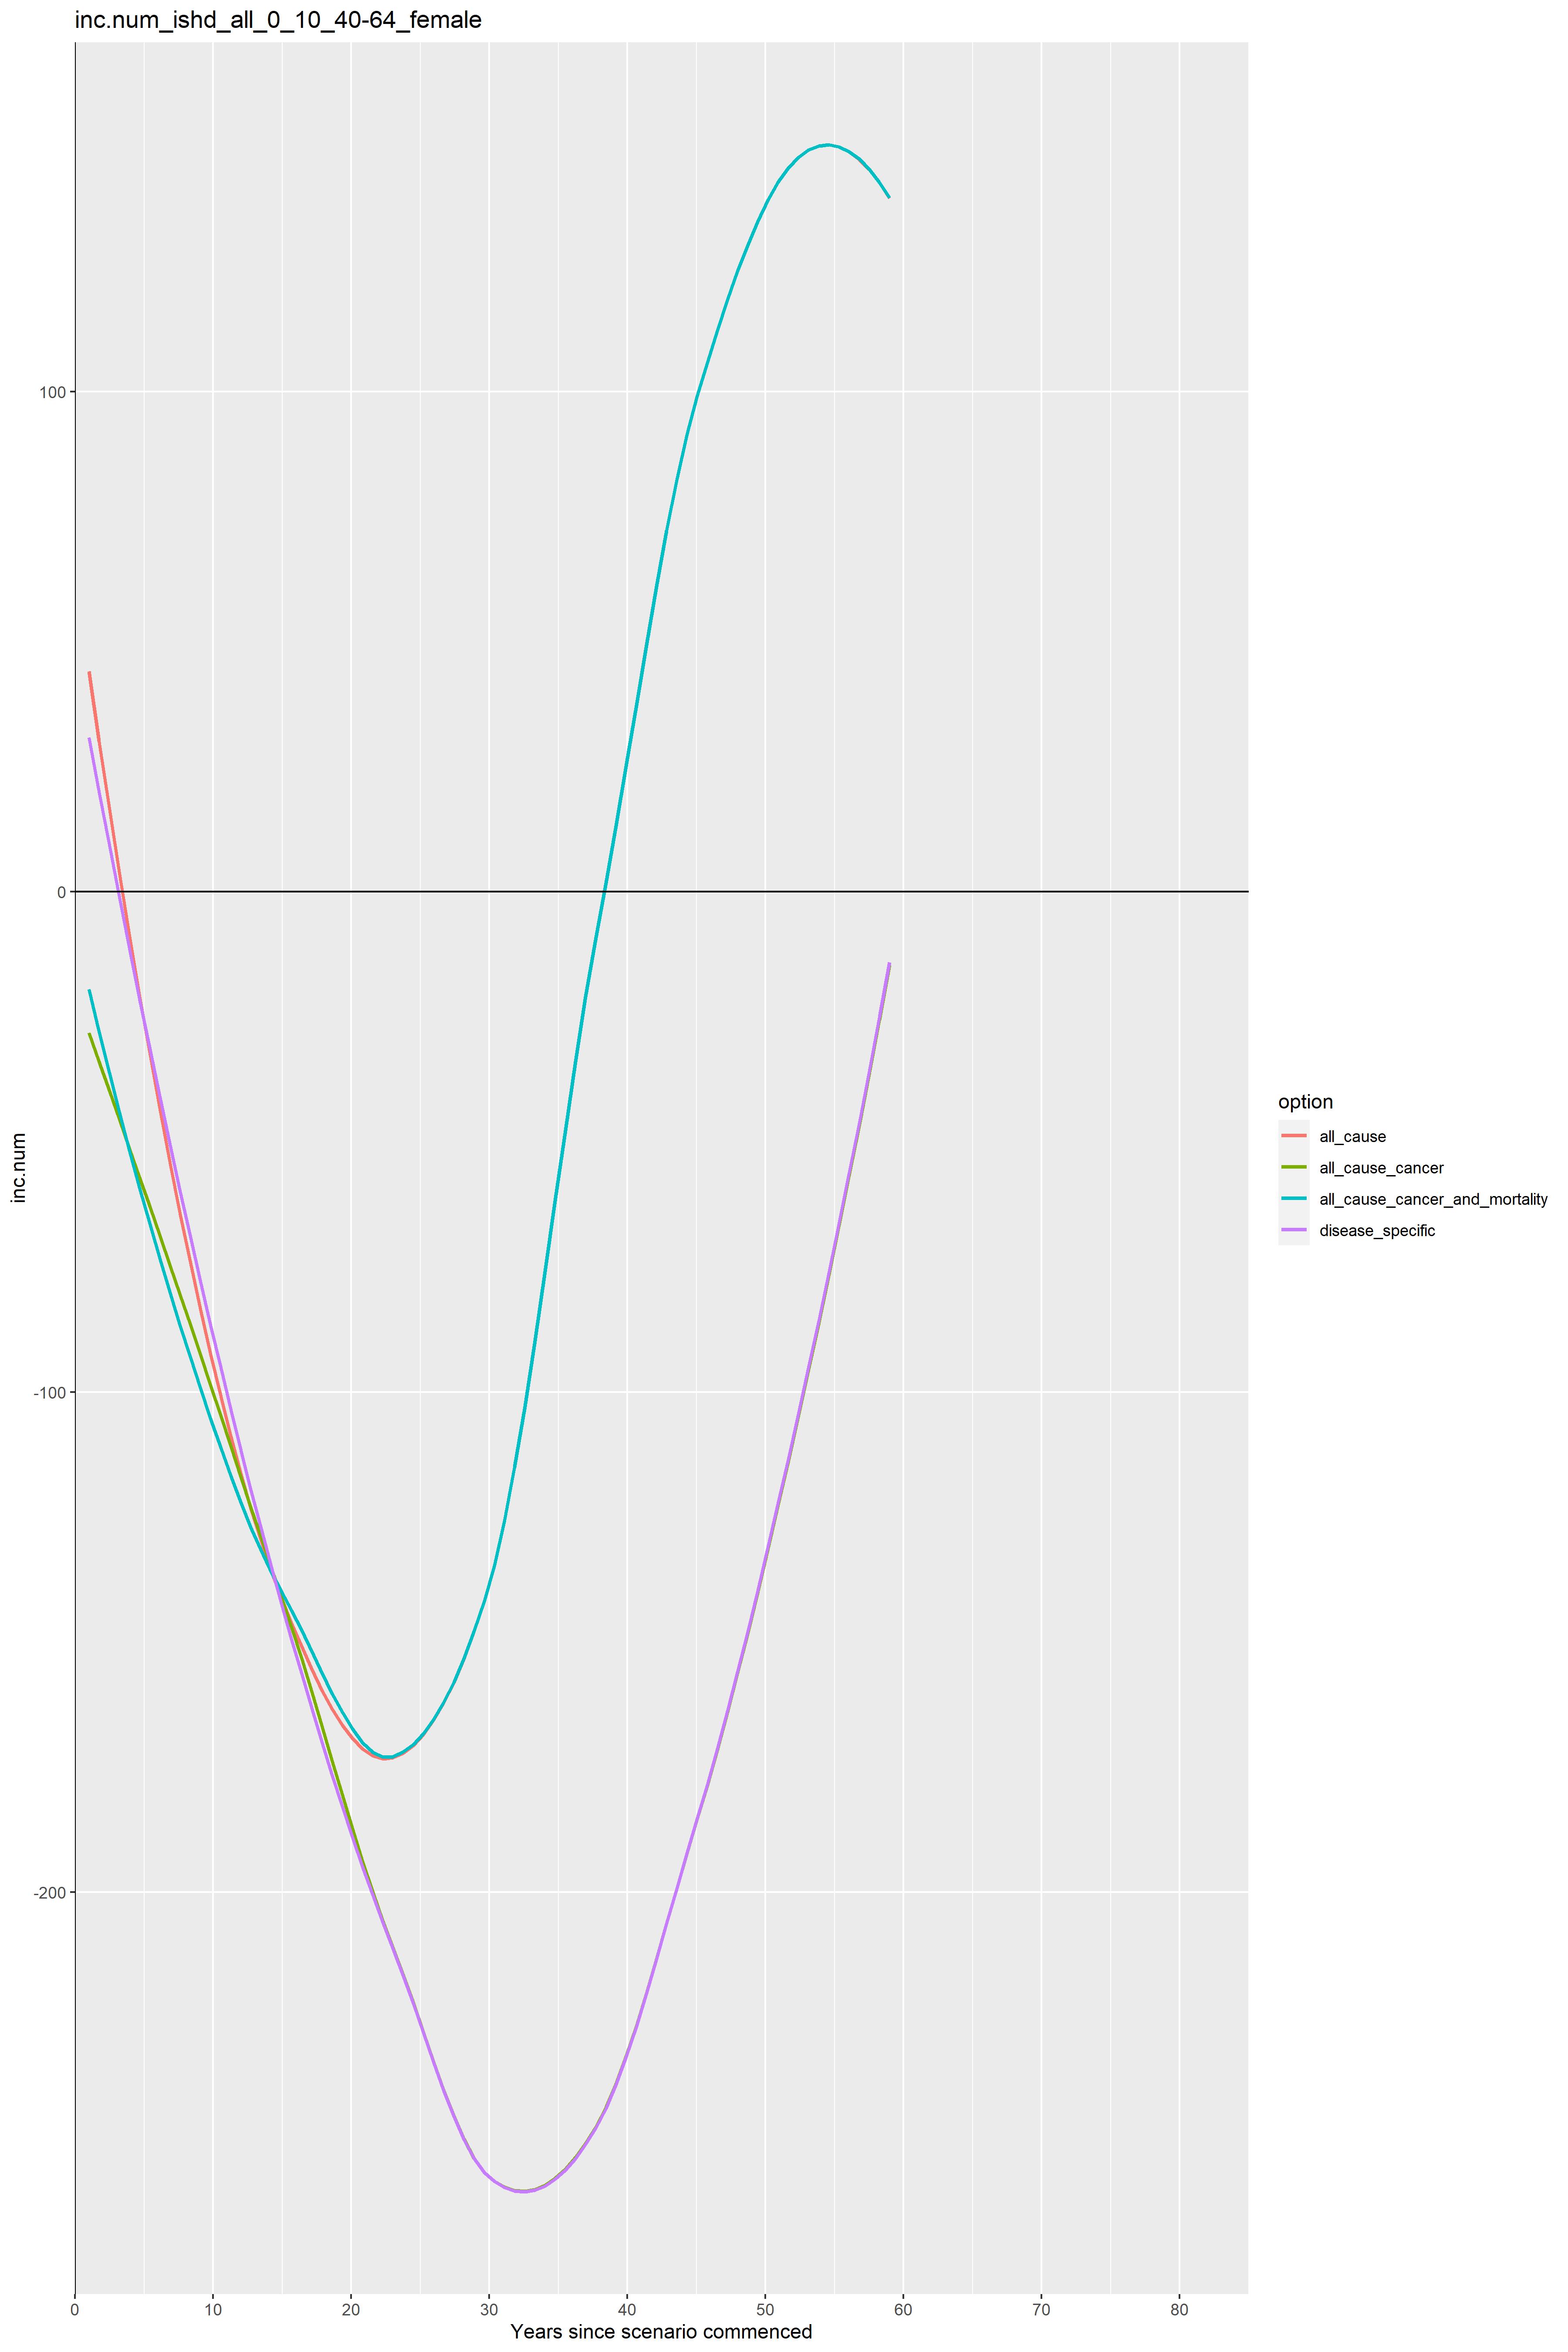 inc.num_ishd_all_0_10_40-64_female
100
0
-100
-200
inc.num
0 10 20 30 40 50 60 70 80
Years since scenario commenced
option
all_cause
all_cause_cancer
all_cause_cancer_and_mortality
disease_specific